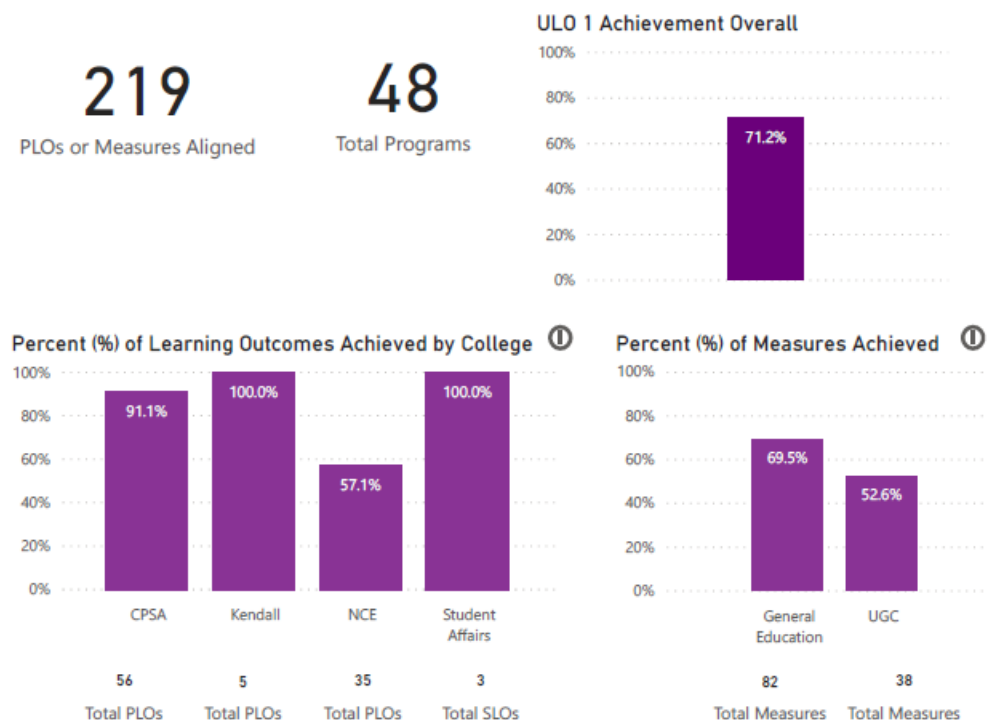 219
PLOs or Measures Aligned
48
Total Programs
ULO 1 Achievement Overall
100%
80%
60%
40%
20%
0%
71.2%
Percent (%) of Learning Outcomes Achieved by College
100%
80%
60%
40%
20%
0%
91.1%
100.0%
57.1%
100.0%
CPSA
Kendall
NCE
Student
Affairs
56
5
35
3
Total PLOs
Total PLOs
Total PLOs
Total SLOs
Percent (%) of Measures Achieved
100%
80%
60%
40%
20%
0%
69.5%
52.6%
General
Education
UGC
82
38
Total Measures
Total Measures